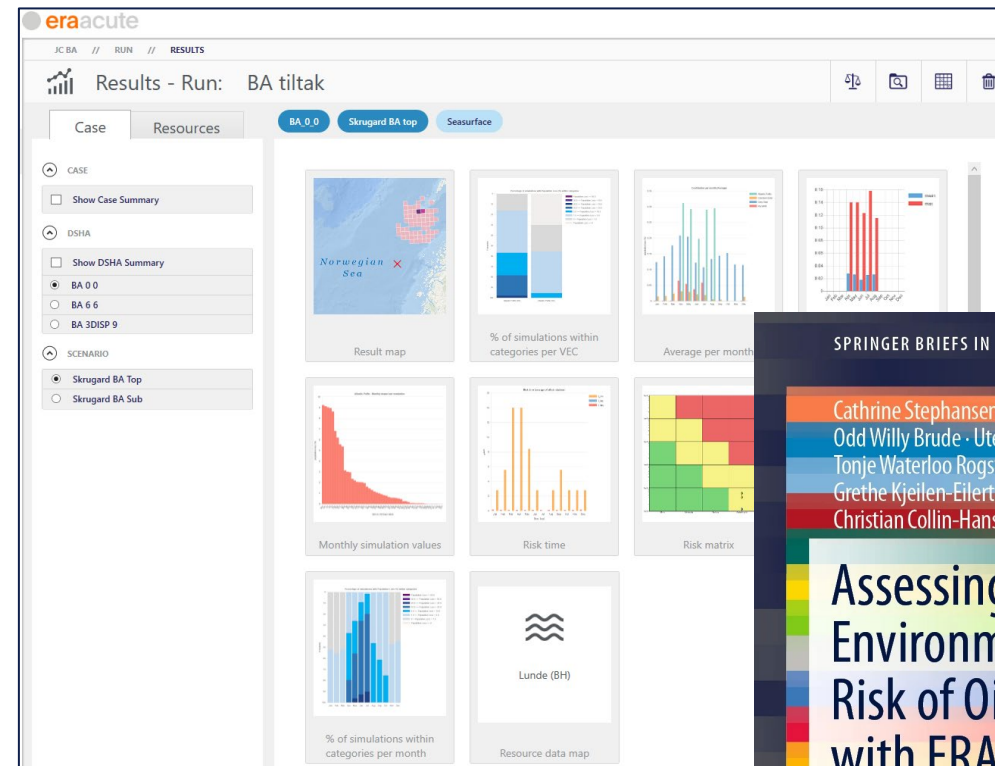 eraacute
JC BA // RUN // RESULTS
Results - Run: BA tiltak
Case
Resources
BA_0_0
Skrugard BA top
Seasurface
CASE
Show Case Summary
DSHA
Show DSHA Summary
BA 0 0
BA 6 6
BA 3DISP 9
SCENARIO
Skrugard BA Top
Skrugard BA Sub
Norwegian
Sea
Result map
% of simulations within
categories per VEC
Average per month
Monthly simulation values
Risk time
Risk matrix
% of simulations within
categories per month
Lunde (BH)
Resource data map
SPRINGER BRIEFS IN
Cathrine Stephansen
Odd Willy Brude · Ute
Tonje Waterloo Rogs
Grethe Kjeilen-Eilert
Christian Collin-Hans
Assessing
Environm
Risk of Oi
with ERA